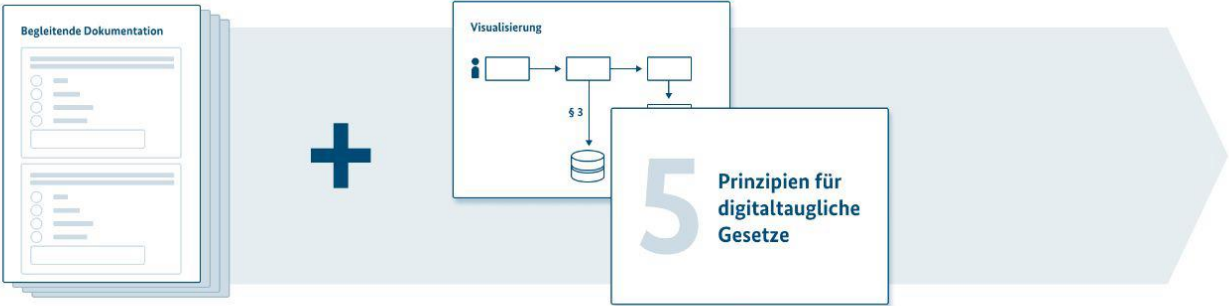 Begleitende Dokumentation
Visualisierung
§ 3
5
Prinzipien für
digitaltaugliche
Gesetze